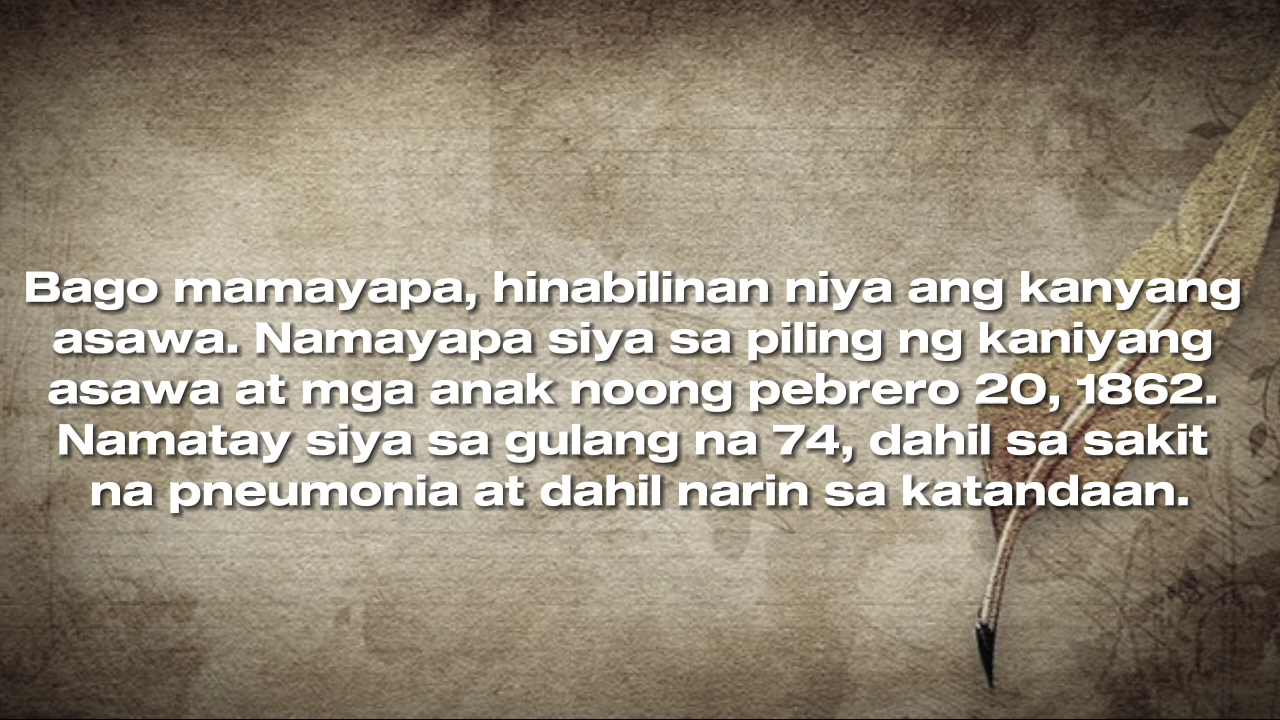 Bago mamayapa, hinabilinan niya ang kanyang
asawa. Namayapa siya sa piling ng kaniyang
asawa at mga anak noong pebrero 20, 1862.
Namatay siya sa gulang na 74, dahil sa sakit
na pneumonia at dahil narin sa katandaan.